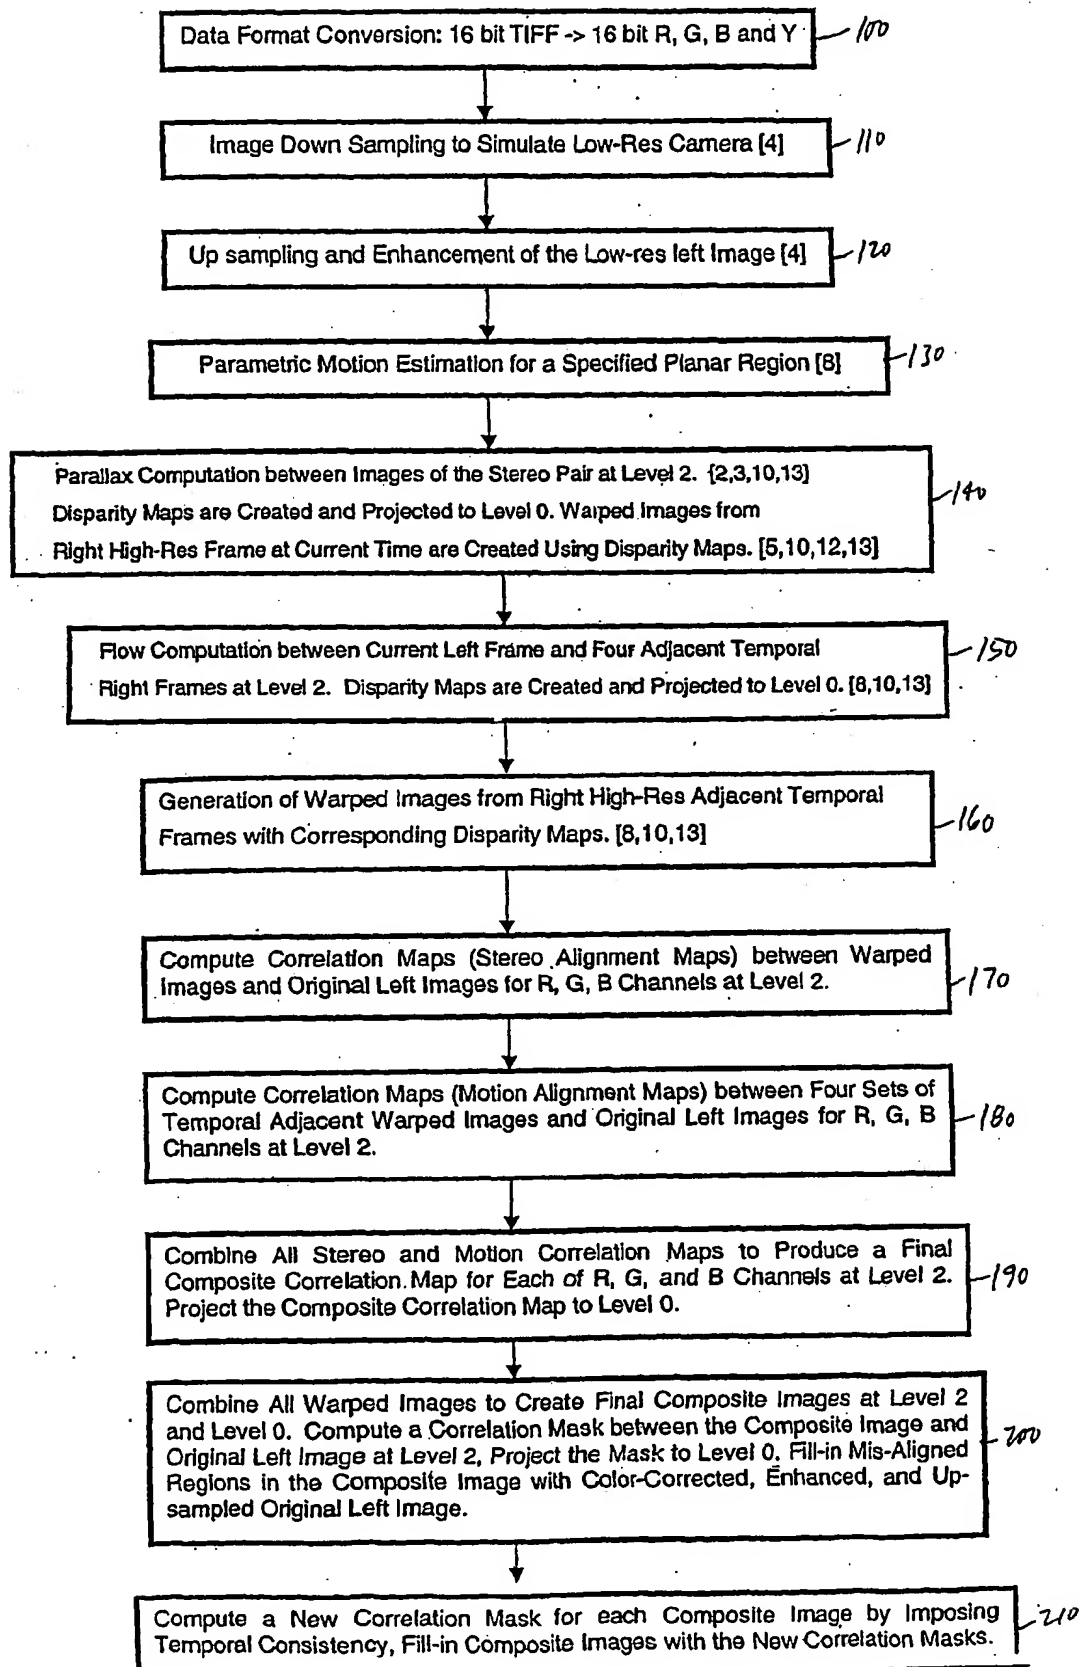 Data Format Conversion: 16 bit TIFF -> 16 bit R, G, B and Y
100
Image Down Sampling to Simulate Low-Res Camera [4]
110
Up sampling and Enhancement of the Low-res left Image [4]
120
Parametric Motion Estimation for a Specified Planar Region [8]
130
Parallax Computation between Images of the Stereo Pair at Level 2. {2,3,10,13]
Disparity Maps are Created and Projected to Level 0. Warped Images from
Right High-Res Frame at Current Time are Created Using Disparity Maps. [5,10,12,13]
140
Flow Computation between Current Left Frame and Four Adjacent Temporal
Right Frames at Level 2. Disparity Maps are Created and Projected to Level 0. [8,10,13]
150
Generation of Warped Images from Right High-Res Adjacent Temporal
Frames with Corresponding Disparity Maps. [8,10,13]
160
Compute Correlation Maps (Stereo Alignment Maps) between Warped
Images and Original Left Images for R, G, B Channels at Level 2.
170
Compute Correlation Maps (Motion Alignment Maps) between Four Sets of
Temporal Adjacent Warped Images and Original Left Images for R, G, B
Channels at Level 2.
180
Combine All Stereo and Motion Correlation Maps to Produce a Final
Composite Correlation Map for Each of R, G, and B Channels at Level 2.
Project the Composite Correlation Map to Level 0.
190
Combine All Warped Images to Create Final Composite Images at Level 2
and Level 0. Compute a Correlation Mask between the Composite Image and
Original Left Image at Level 2, Project the Mask to Level 0. Fill-in Mis-Aligned
Regions in the Composite Image with Color-Corrected, Enhanced, and Up-
sampled Original Left Image.
200
Compute a New Correlation Mask for each Composite Image by Imposing
Temporal Consistency, Fill-in Composite Images with the New Correlation Masks.
210